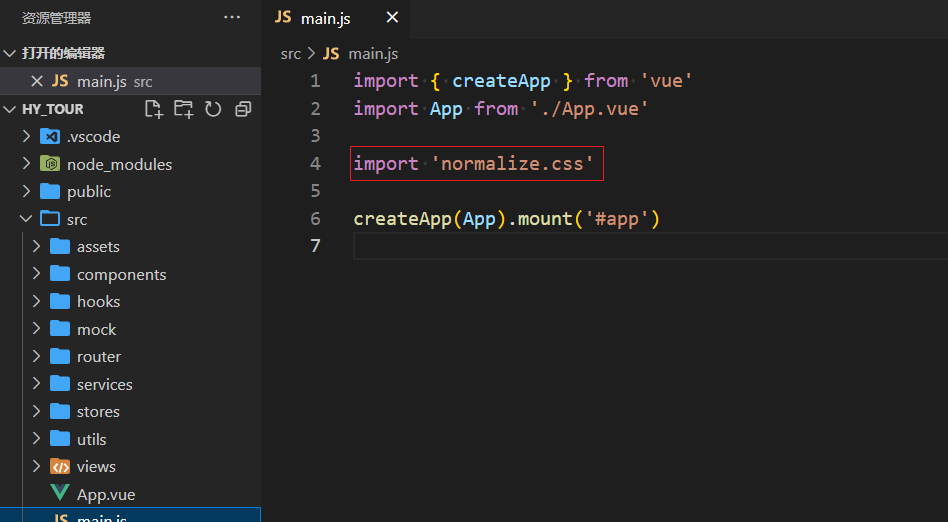 资源管理器
···
打开的编辑器
JS main.js src
HY_TOUR
.vscode
node_modules
public
src
assets
components
hooks
mock
router
services
stores
utils
views
App.vue
JS main.js
JS main.js
src > JS main.js
1 import { createApp } from 'vue'
2 import App from './App.vue'
3
4 import 'normalize.css'
5
6 createApp(App).mount('#app')
7